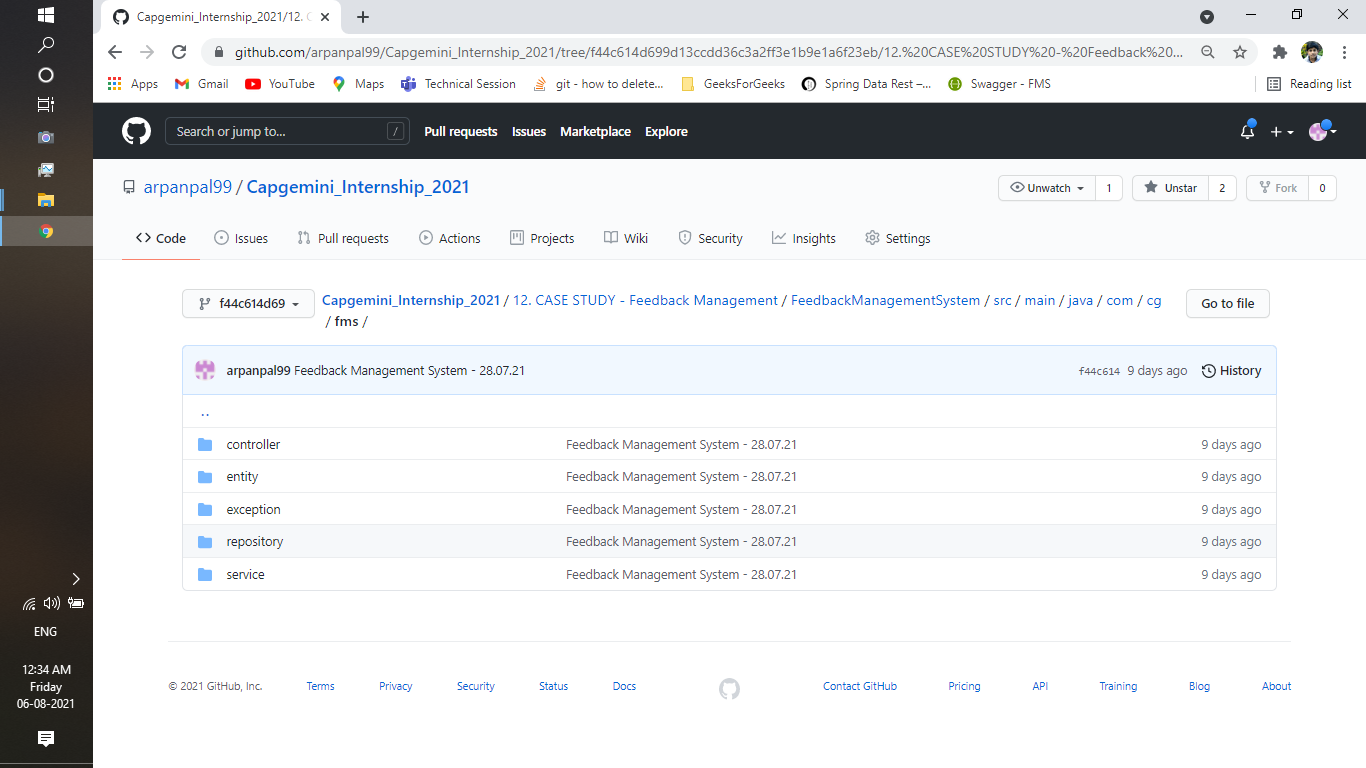 Capgemini_Internship_2021/12. C
github.com/arpanpal99/Capgemini_Internship_2021/tree/f44c614d699d13ccdd36c3a2ff3e1b9e1a6f23eb/12.%20CASE%20STUDY%20-%20Feedback%20...
Apps Gmail YouTube Maps Technical Session git - how to delete... GeeksForGeeks Spring Data Rest –... Swagger - FMS Reading list
Search or jump to... / Pull requests Issues Marketplace Explore
arpanpal99 / Capgemini_Internship_2021 Unwatch 1 Unstar 2 Fork 0
Code Issues Pull requests Actions Projects Wiki Security Insights Settings
f44c614d69 Capgemini_Internship_2021 / 12. CASE STUDY - Feedback Management / FeedbackManagementSystem / src / main / java / com / cg Go to file
/ fms /
arpanpal99 Feedback Management System - 28.07.21 f44c614 9 days ago History
..
controller Feedback Management System - 28.07.21 9 days ago
entity Feedback Management System - 28.07.21 9 days ago
exception Feedback Management System - 28.07.21 9 days ago
repository Feedback Management System - 28.07.21 9 days ago
service Feedback Management System - 28.07.21 9 days ago
© 2021 GitHub, Inc. Terms Privacy Security Status Docs Contact GitHub Pricing API Training Blog About
ENG
12:34 AM
Friday
06-08-2021